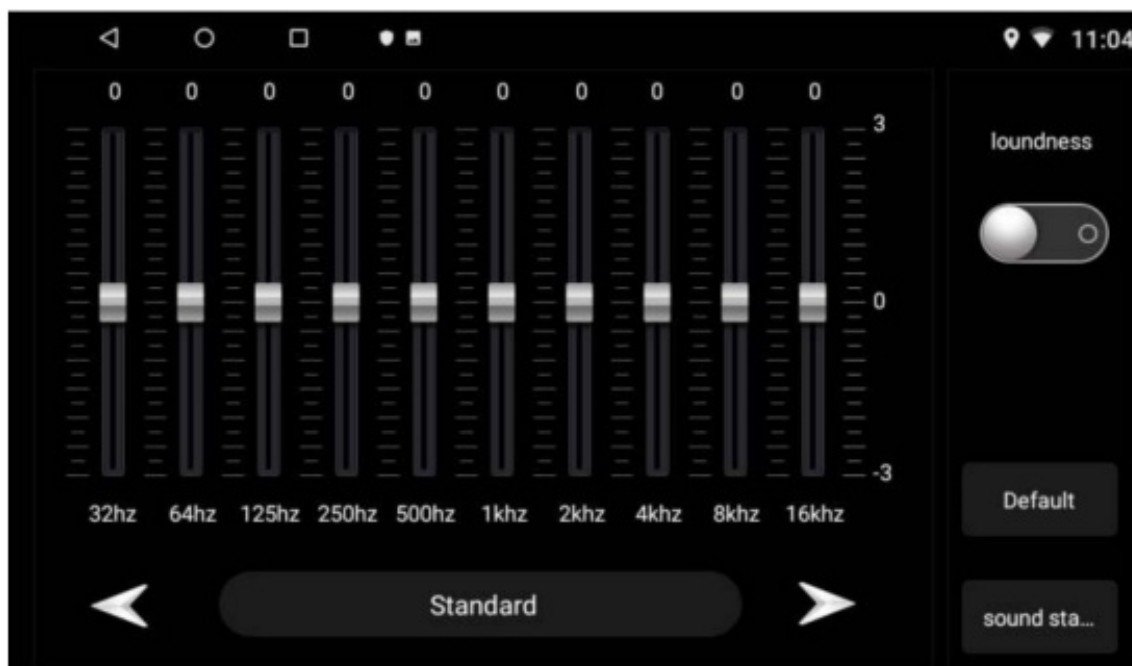 11:04
0 0 0 0 0 0 0 0 0 0
3
loundness
0
-3
32hz 64hz 125hz 250hz 500hz 1khz 2khz 4khz 8khz 16khz
Default
Standard
sound sta...